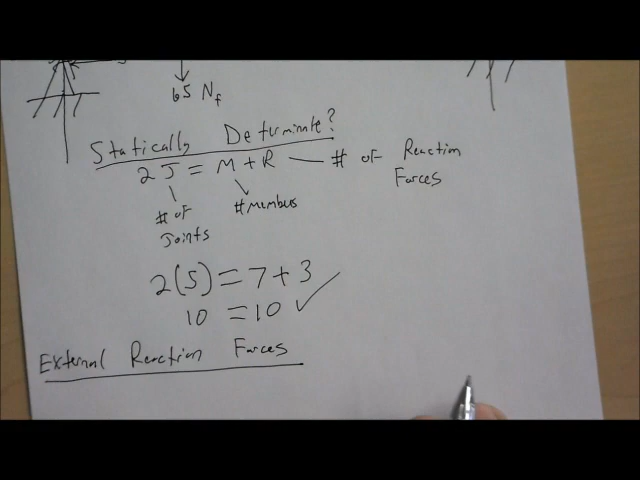 65 Nf
Statically Determinate?
2J = M + R — # of Reaction Forces
# of Joints
# Members
2(5) = 7 + 3
10 = 10 ✓
External Reaction Forces